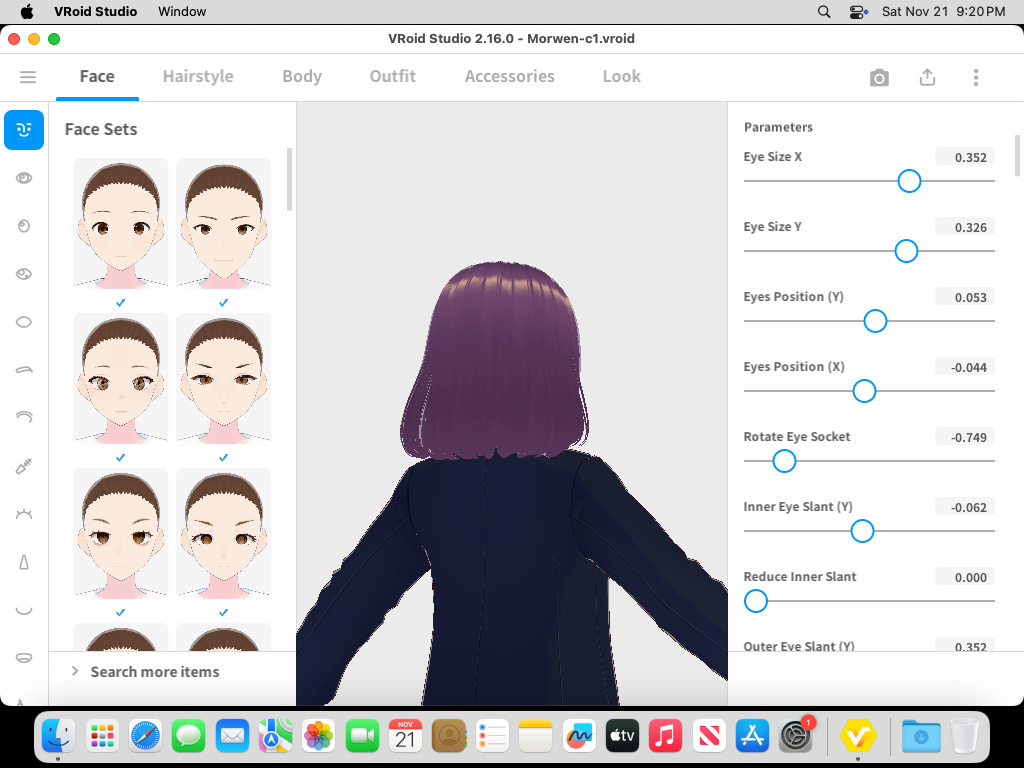 VRoid Studio Window Sat Nov 21 9:20 PM
VRoid Studio 2.16.0 - Morwen-c1.vroid
Face Hairstyle Body Outfit Accessories Look
Face Sets
Parameters
Eye Size X 0.352
Eye Size Y 0.326
Eyes Position (Y) 0.053
Eyes Position (X) -0.044
Rotate Eye Socket -0.749
Inner Eye Slant (Y) -0.062
Reduce Inner Slant 0.000
Outer Eye Slant (Y) 0.352
Search more items
NOV
21
tv
1